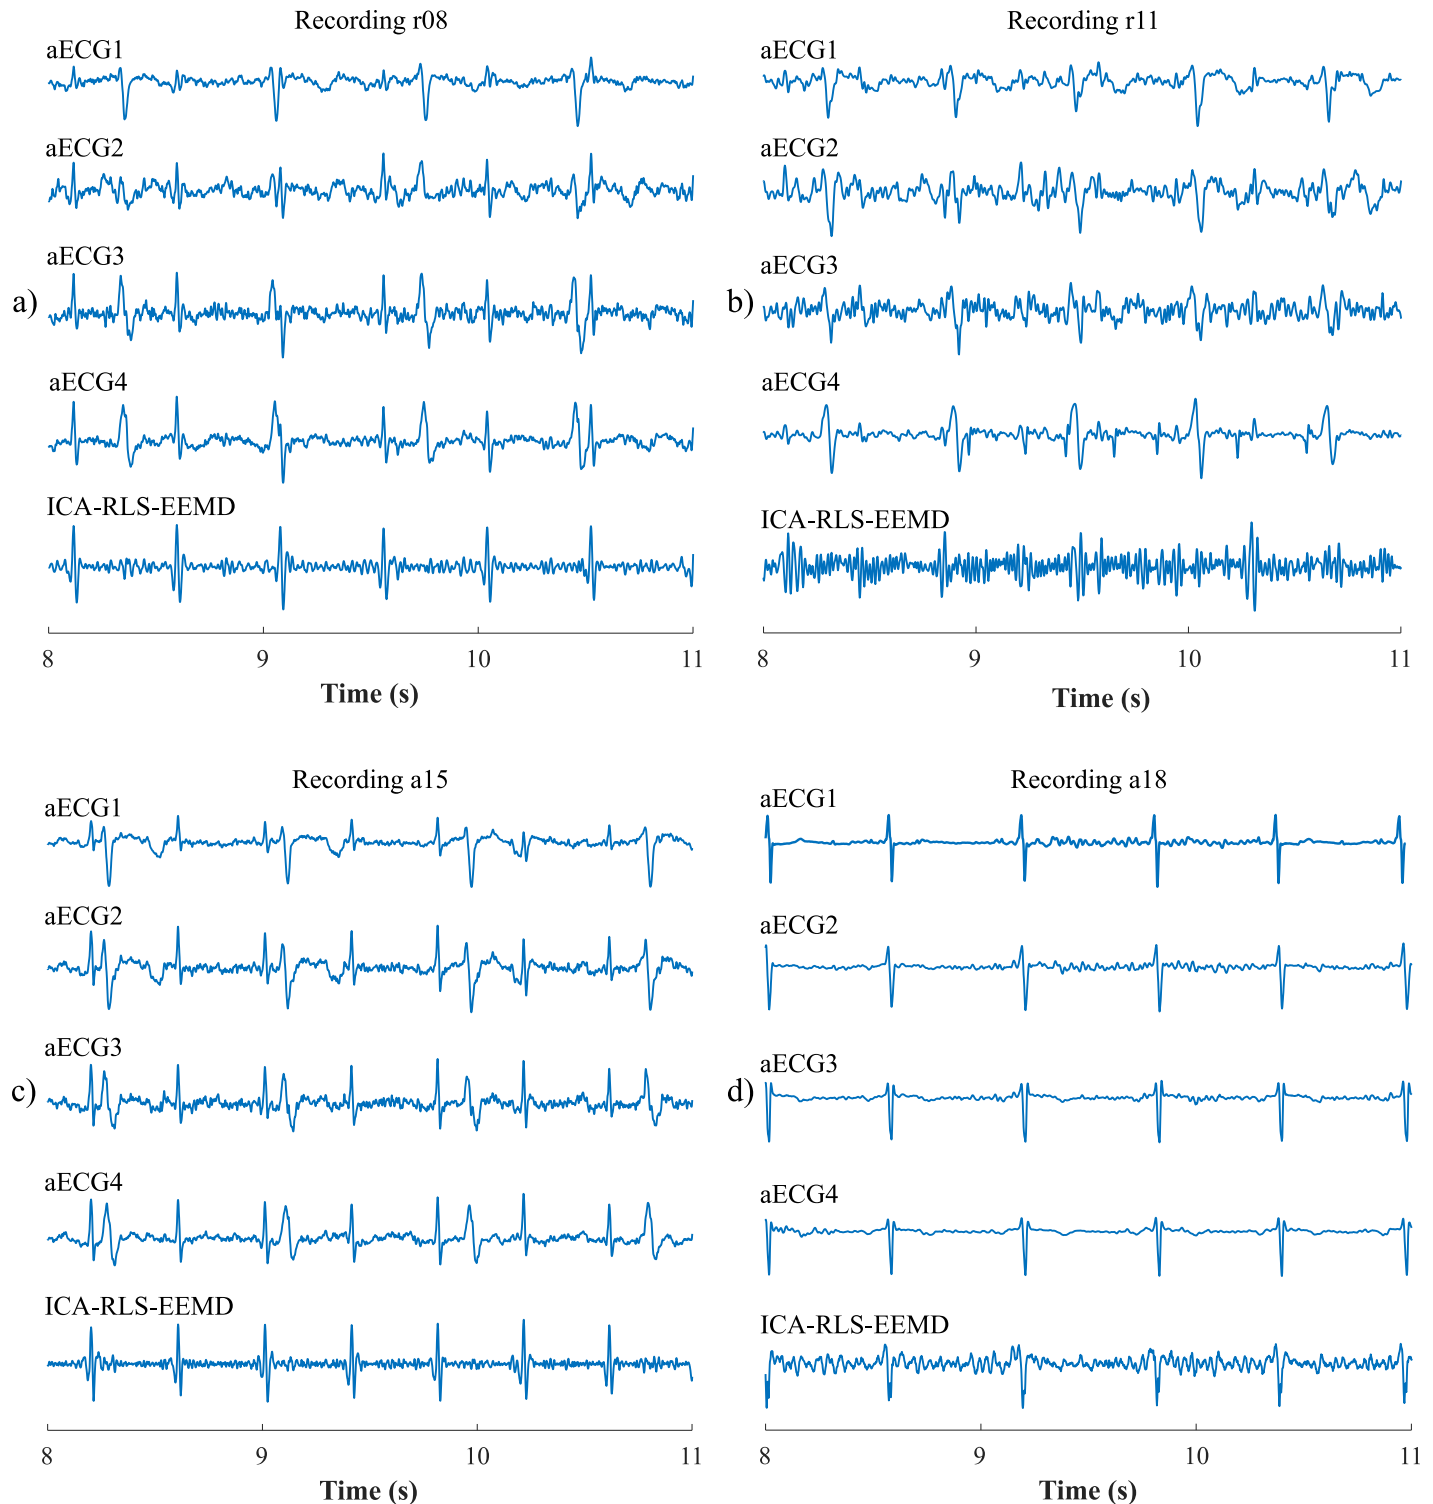 Recording r08
aECG1
aECG2
aECG3
a)
aECG4
ICA-RLS-EEMD
8 9 10 11
Time (s)
Recording r11
aECG1
aECG2
aECG3
b)
aECG4
ICA-RLS-EEMD
8 9 10 11
Time (s)
Recording a15
aECG1
aECG2
aECG3
c)
aECG4
ICA-RLS-EEMD
8 9 10 11
Time (s)
Recording a18
aECG1
aECG2
aECG3
d)
aECG4
ICA-RLS-EEMD
8 9 10 11
Time (s)